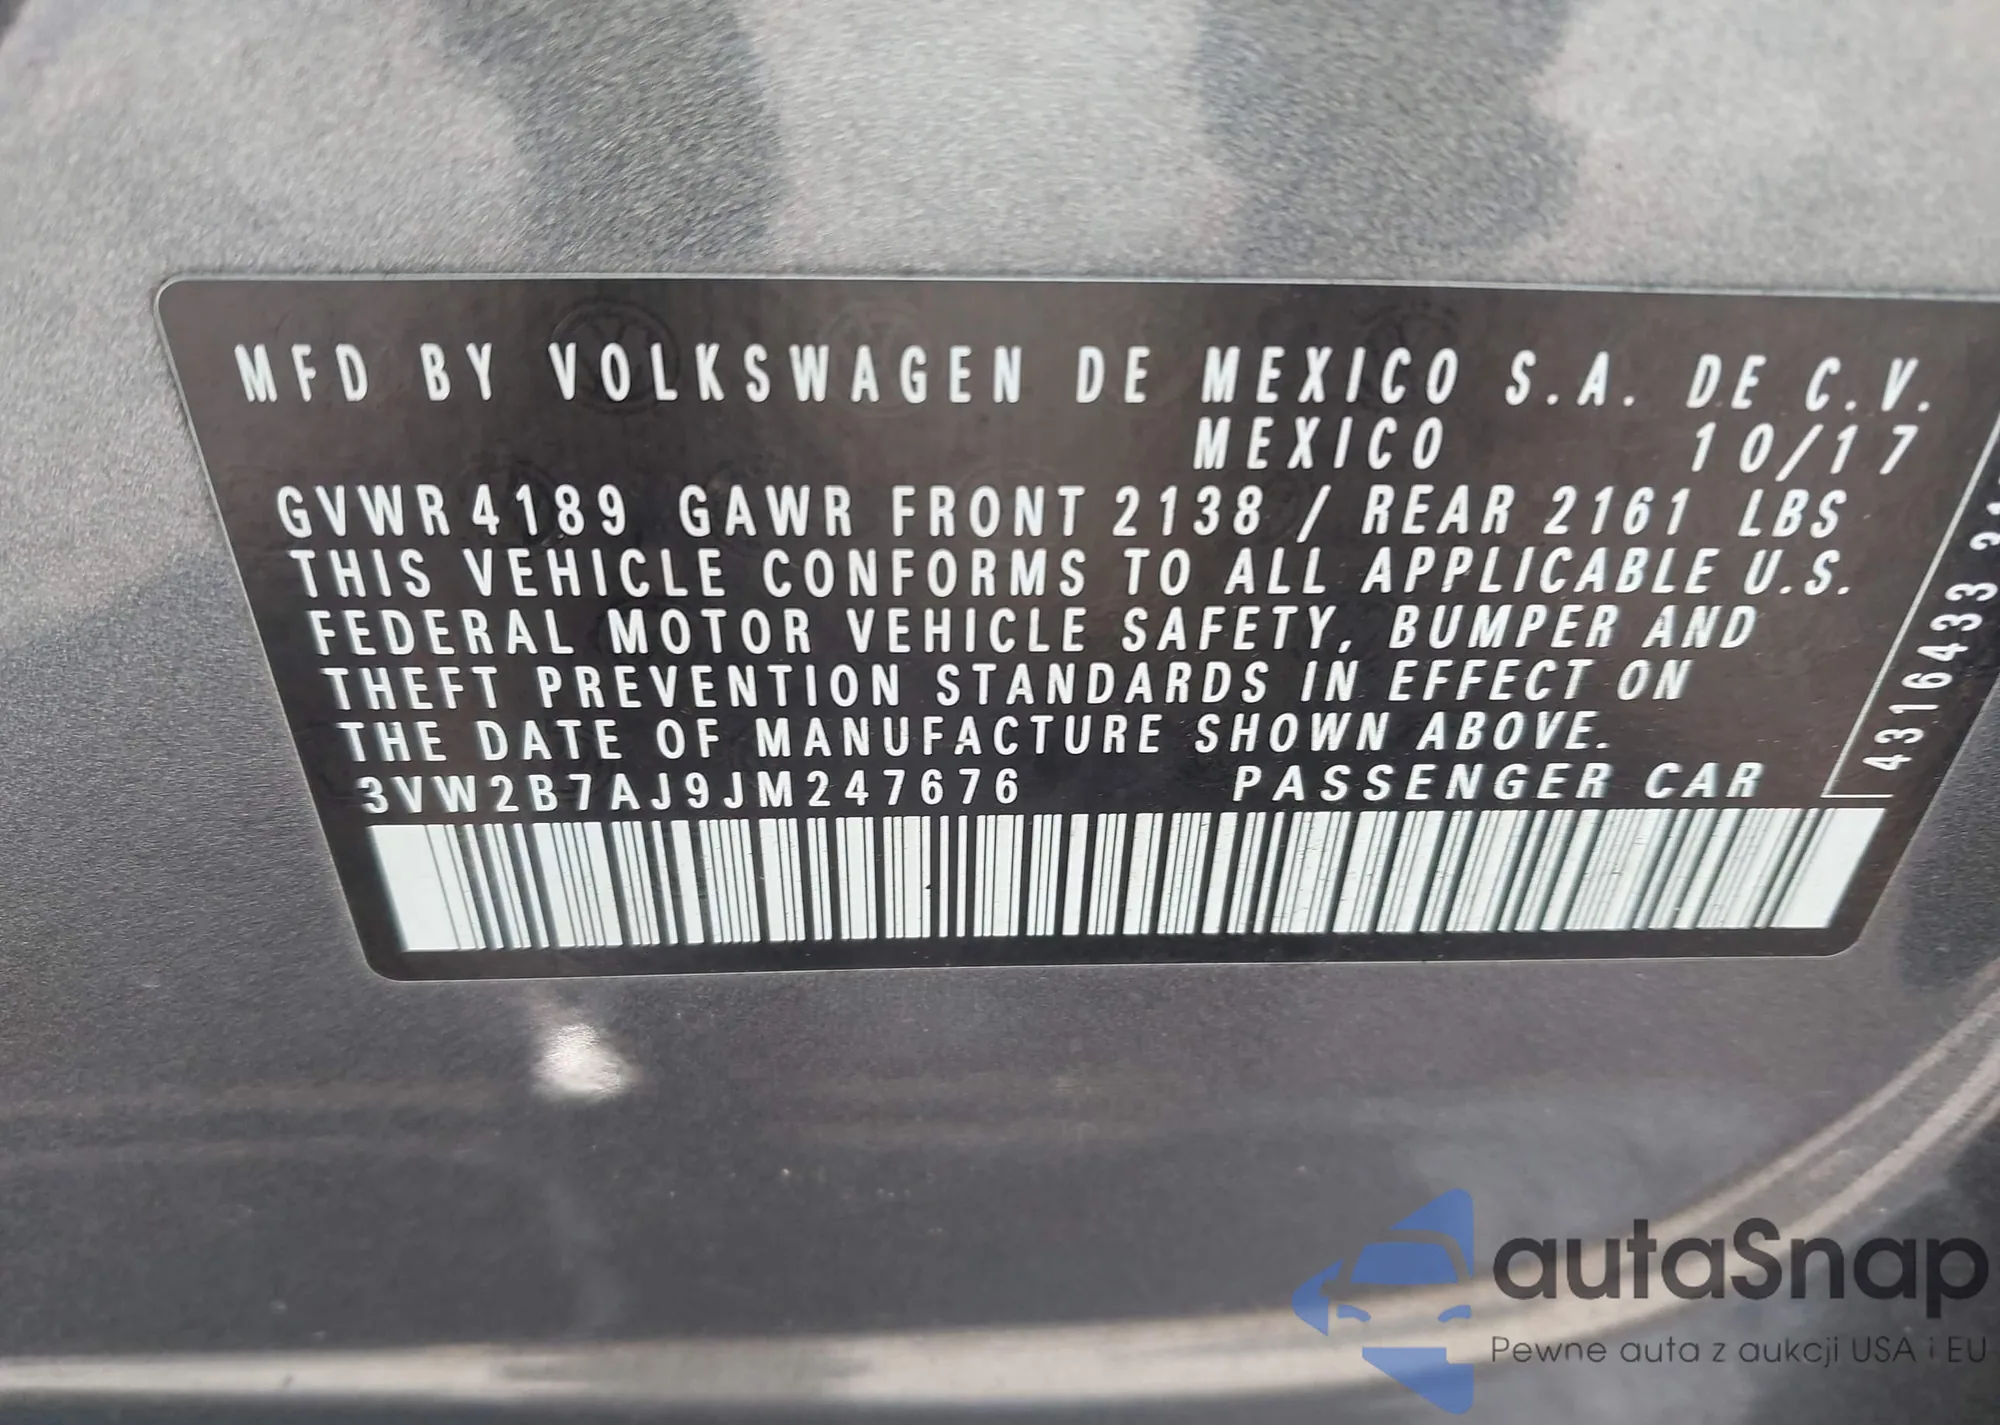 MFD BY VOLKSWAGEN DE MEXICO S.A. DE C.V.
MEXICO 10/17
GVWR 4189 GAWR FRONT 2138 / REAR 2161 LBS
THIS VEHICLE CONFORMS TO ALL APPLICABLE U.S.
FEDERAL MOTOR VEHICLE SAFETY, BUMPER AND
THEFT PREVENTION STANDARDS IN EFFECT ON
THE DATE OF MANUFACTURE SHOWN ABOVE.
3VW2B7AJ9JM247676 PASSENGER CAR
4316433
autaSnap
Pewne auta z aukcji USA i EU